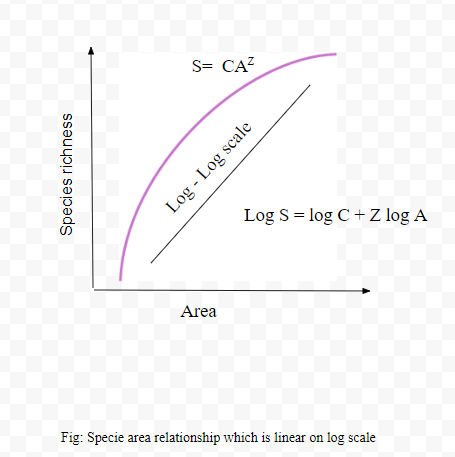 S= CA^Z
Species richness
Log - Log scale
Log S = log C + Z log A
Area
Fig: Specie area relationship which is linear on log scale